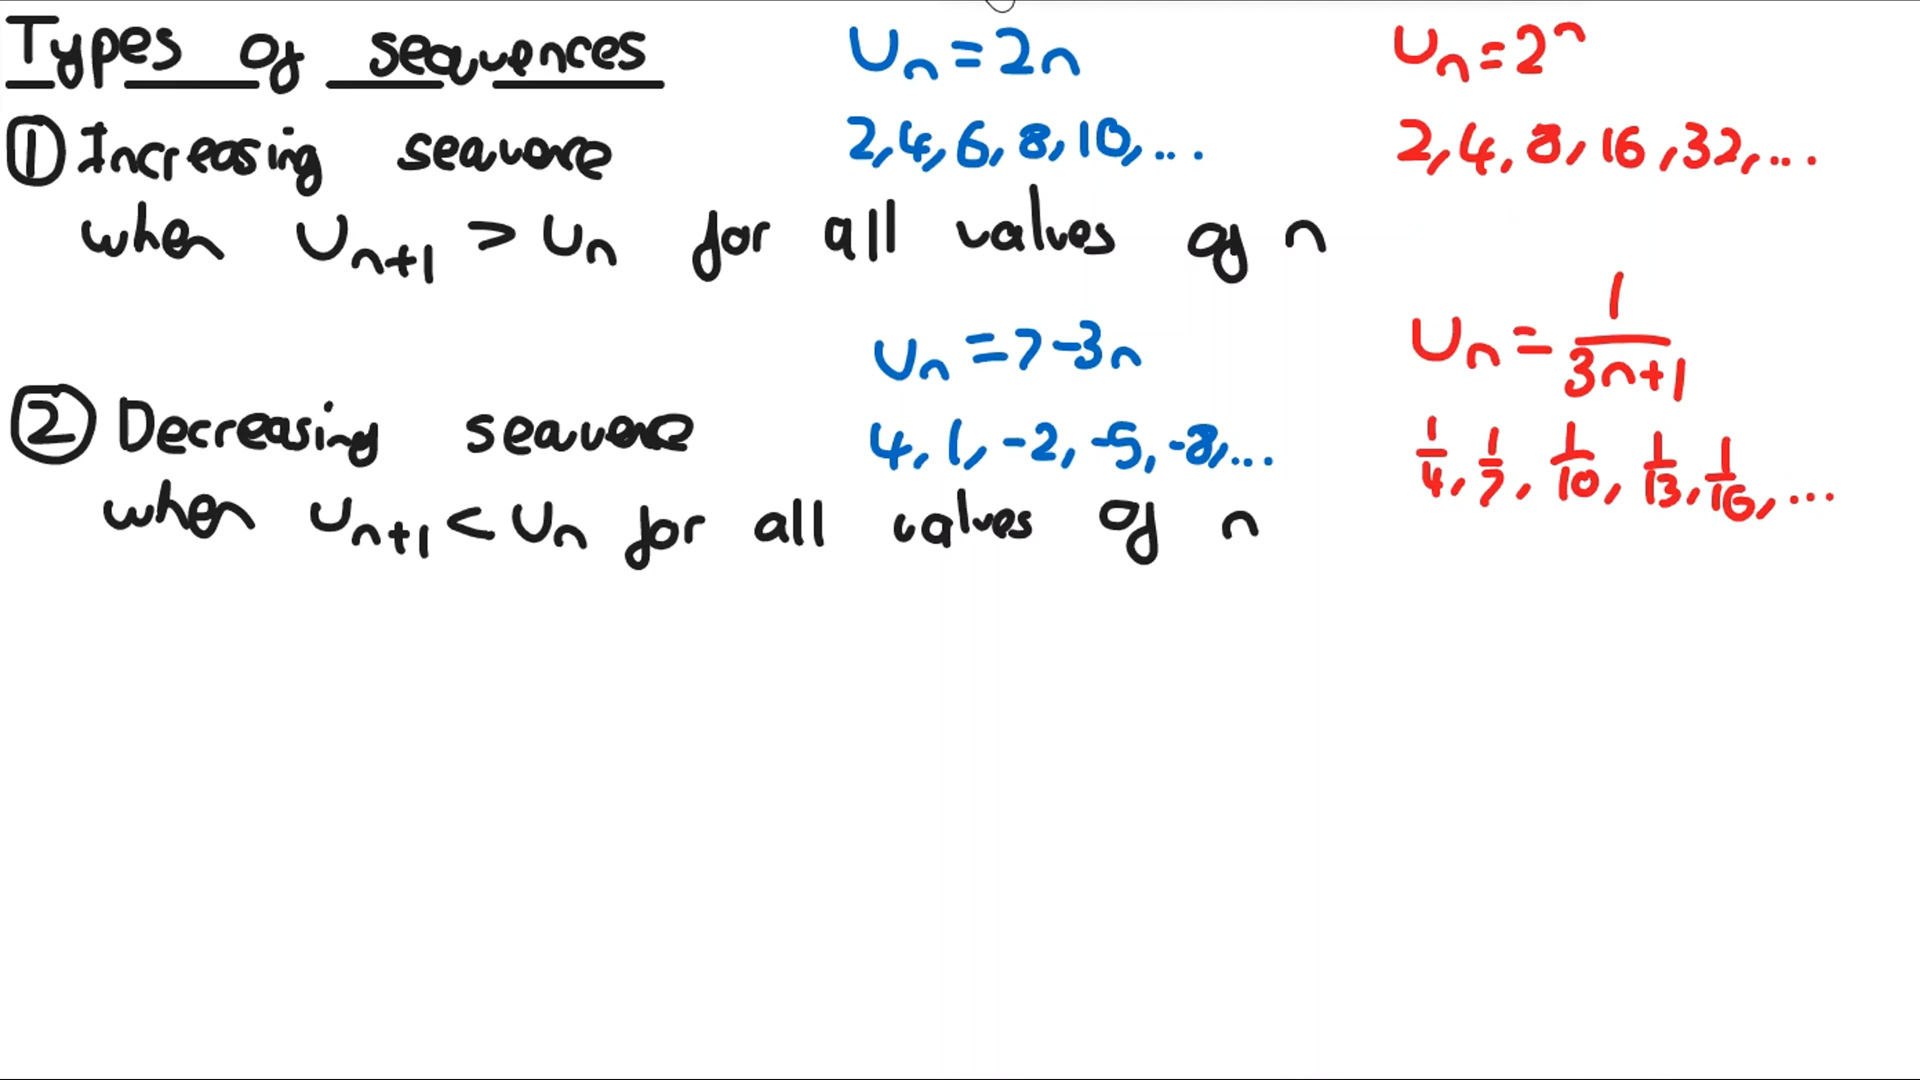 Types of sequences
Un = 2n
Un = 2^n
① Increasing sequence
2, 4, 6, 8, 10, ...
2, 4, 8, 16, 32, ...
when Un+1 > Un for all values of n
Un = 7-3n
Un = 1/(3n+1)
② Decreasing sequence
4, 1, -2, -5, -8, ...
1/4, 1/7, 1/10, 1/13, 1/16, ...
when Un+1 < Un for all values of n